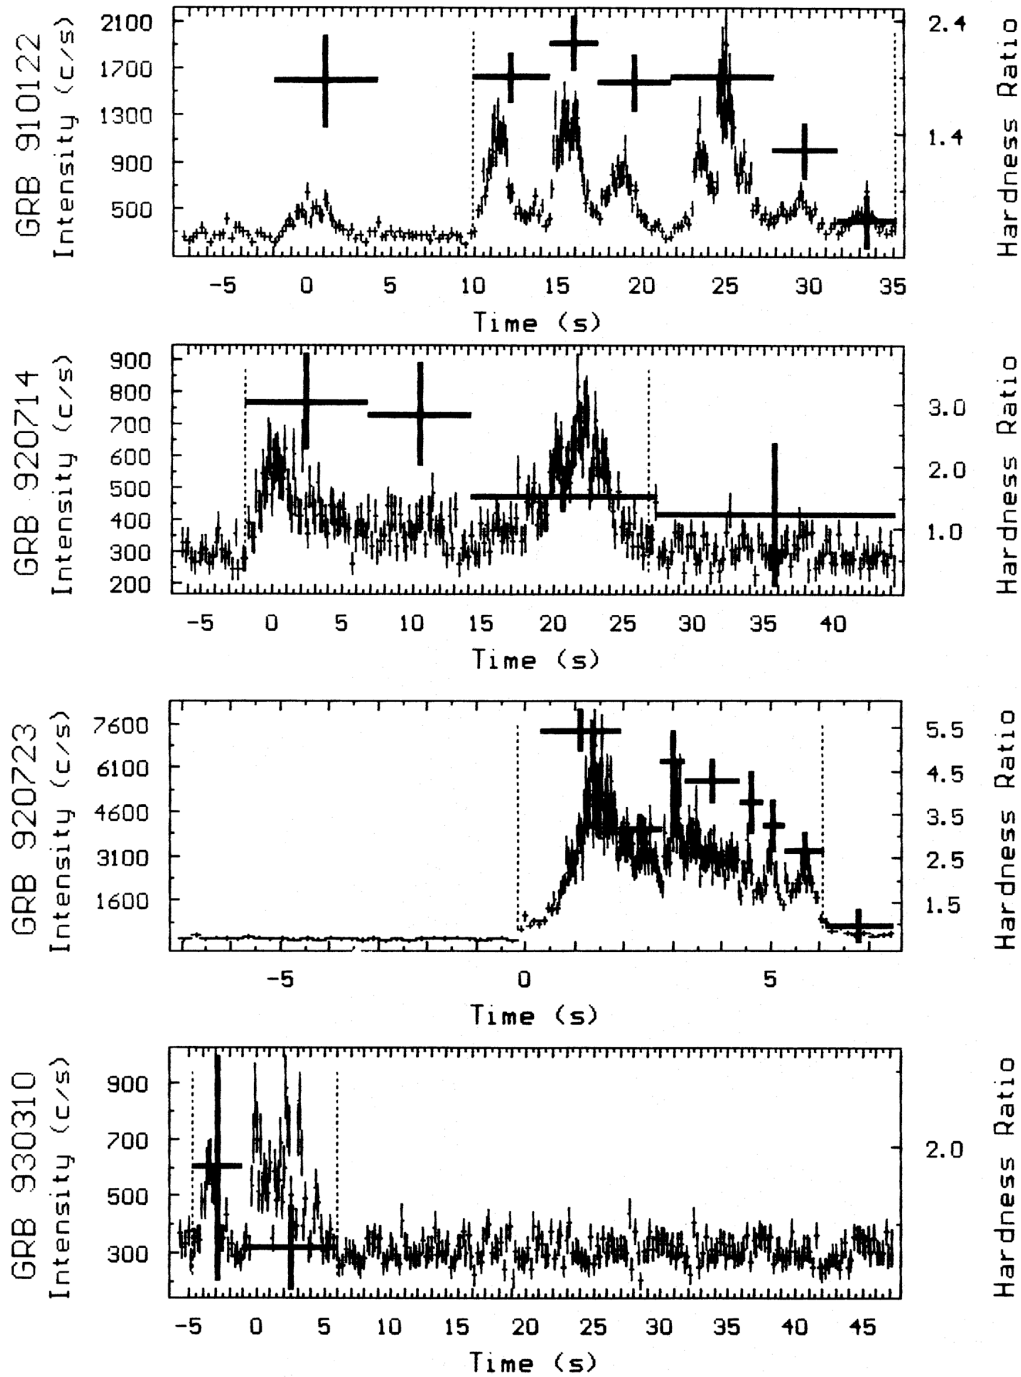 GRB 910122
Intensity (c/s)
2100
1700
1300
900
500
2.4
1.4
Hardness Ratio
-5 0 5 10 15 20 25 30 35
Time (s)
GRB 920714
Intensity (c/s)
900
800
700
600
500
400
300
200
3.0
2.0
1.0
Hardness Ratio
-5 0 5 10 15 20 25 30 35 40
Time (s)
GRB 920723
Intensity (c/s)
7600
6100
4600
3100
1600
5.5
4.5
3.5
2.5
1.5
Hardness Ratio
-5 0 5
Time (s)
GRB 930310
Intensity (c/s)
900
700
500
300
2.0
Hardness Ratio
-5 0 5 10 15 20 25 30 35 40 45
Time (s)